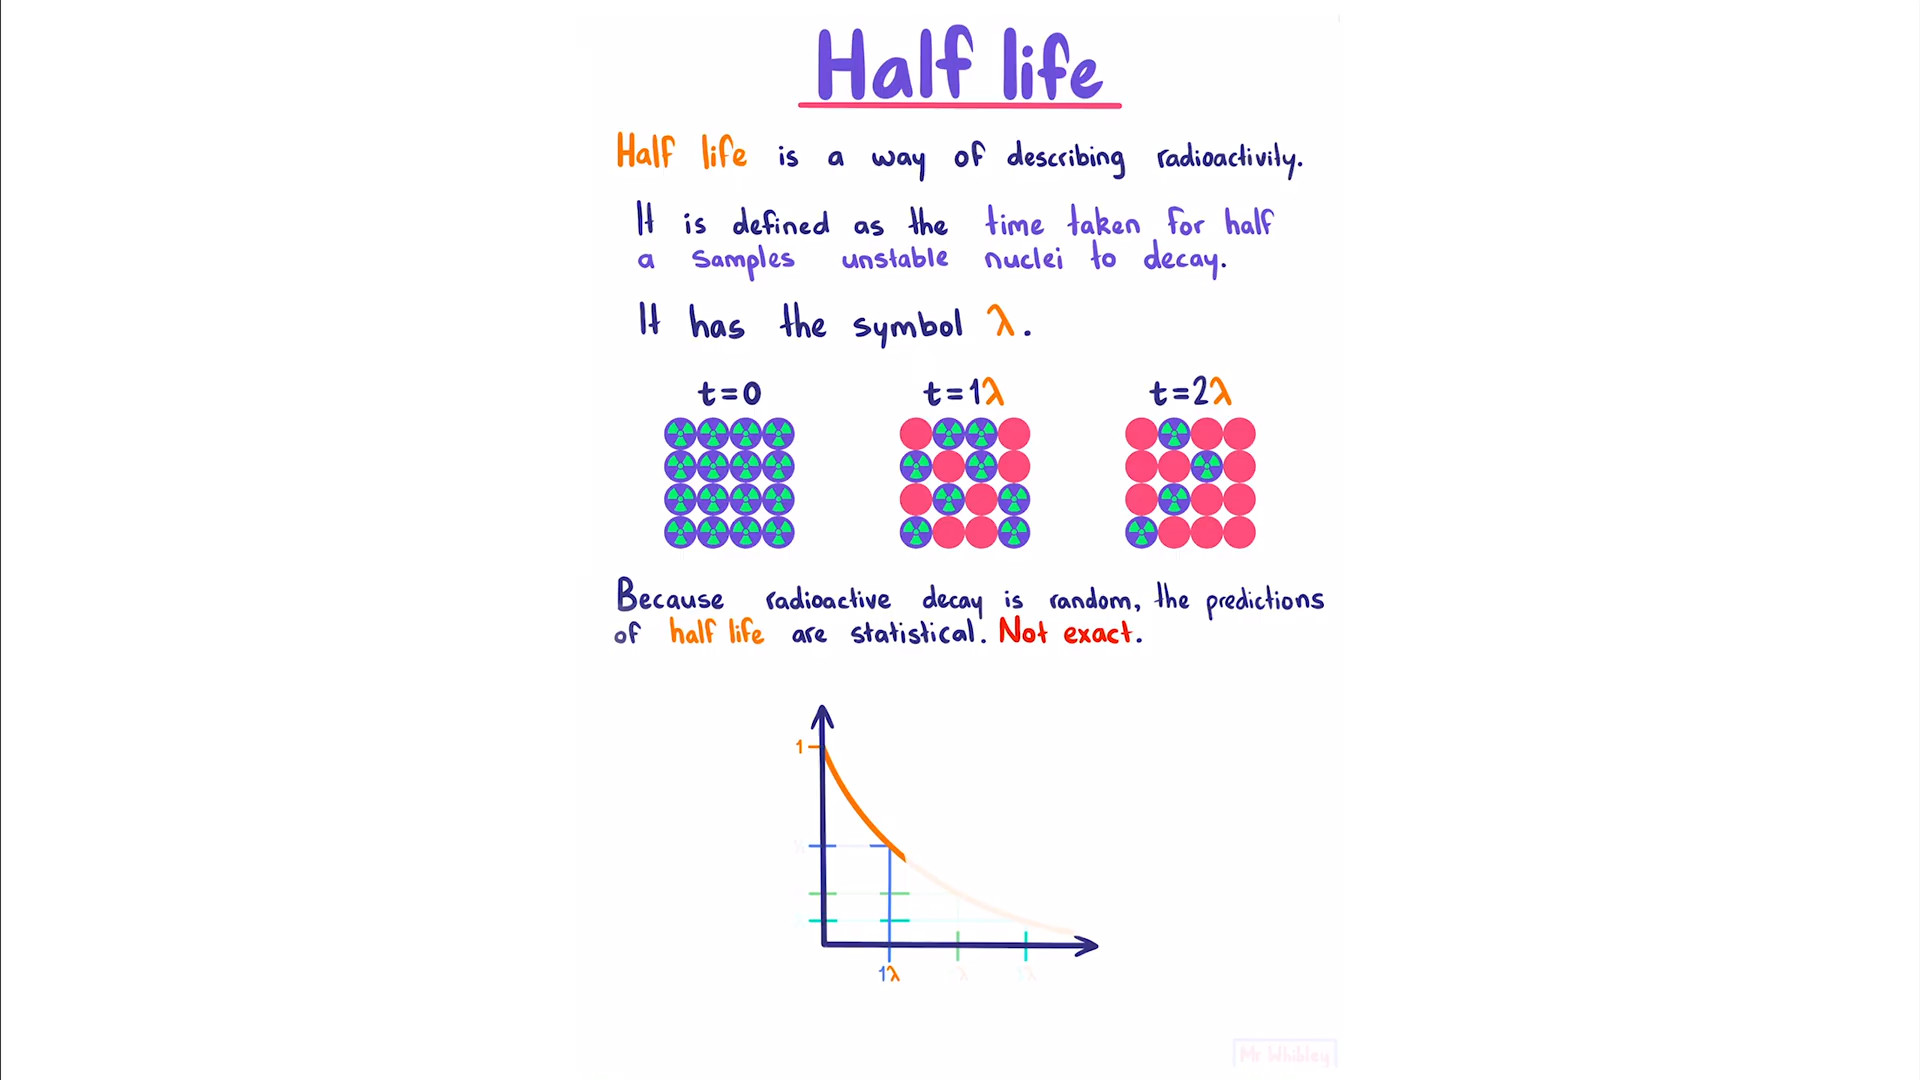 Half life
Half life is a way of describing radioactivity.
It is defined as the time taken for half
a samples unstable nuclei to decay.
It has the symbol λ.
t=0 t=1λ t=2λ
Because radioactive decay is random, the predictions
of half life are statistical. Not exact.
1
1λ
Mr Whibley